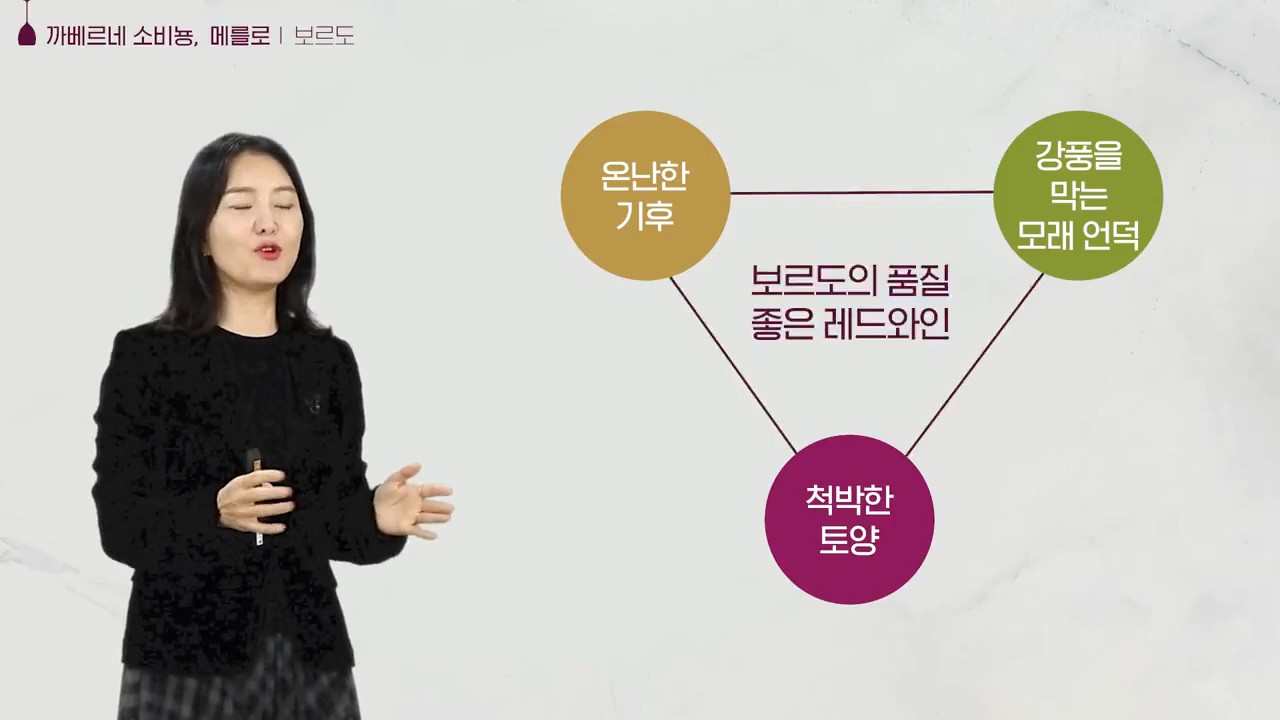 까베르네 소비뇽, 메를로 | 보르도
온난한
기후
강풍을
막는
모래 언덕
보르도의 품질
좋은 레드와인
척박한
토양